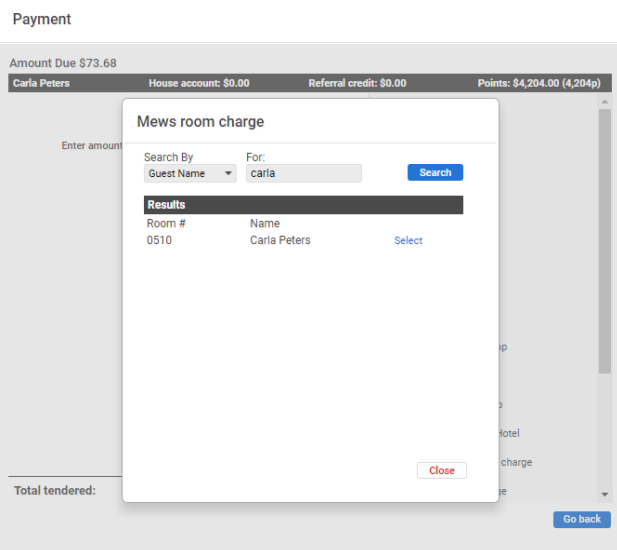 Payment
Amount Due $73.68
Carla Peters House account: $0.00 Referral credit: $0.00 Points: $4,204.00 (4,204p)
Mews room charge
Enter amount
Search By For:
Guest Name carla Search
Results
Room # Name
0510 Carla Peters Select
Hotel
charge
Close
Total tendered:
Go back